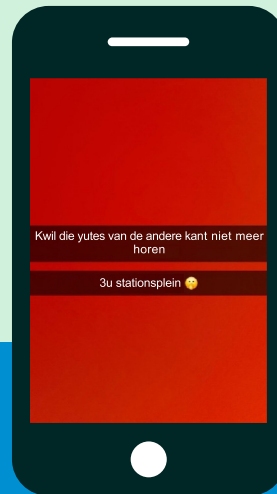 Kwil die yutes van de andere kant niet meer
horen
3u stationsplein 🤫